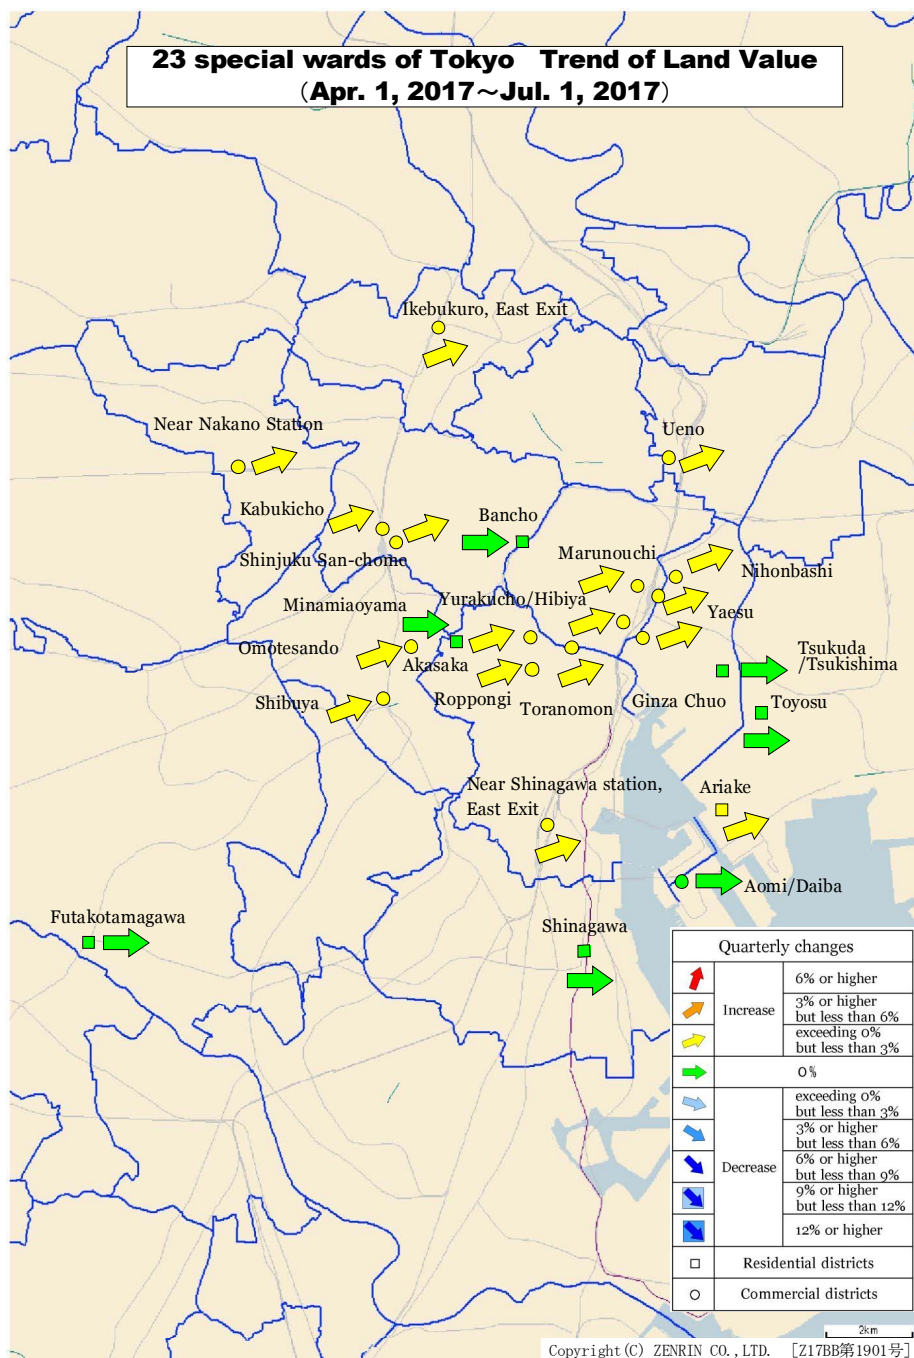 23 special wards of Tokyo Trend of Land Value
(Apr. 1, 2017～Jul. 1, 2017)
Ikebukuro, East Exit
Near Nakano Station
Ueno
Kabukicho
Bancho
Shinjuku San-chome
Marunouchi
Nihonbashi
Minamiaoyama
Yurakucho/Hibiya
Yaesu
Omotesando
Akasaka
Tsukuda
/Tsukishima
Shibuya
Roppongi
Toranomon
Ginza Chuo
Toyosu
Near Shinagawa station,
East Exit
Ariake
Aomi/Daiba
Futakotamagawa
Shinagawa
Quarterly changes
Increase
6% or higher
3% or higher
but less than 6%
exceeding 0%
but less than 3%
0%
Decrease
exceeding 0%
but less than 3%
3% or higher
but less than 6%
6% or higher
but less than 9%
9% or higher
but less than 12%
12% or higher
Residential districts
Commercial districts
2km
Copyright(C) ZENRIN CO.,LTD. [Z17BB第1901号]